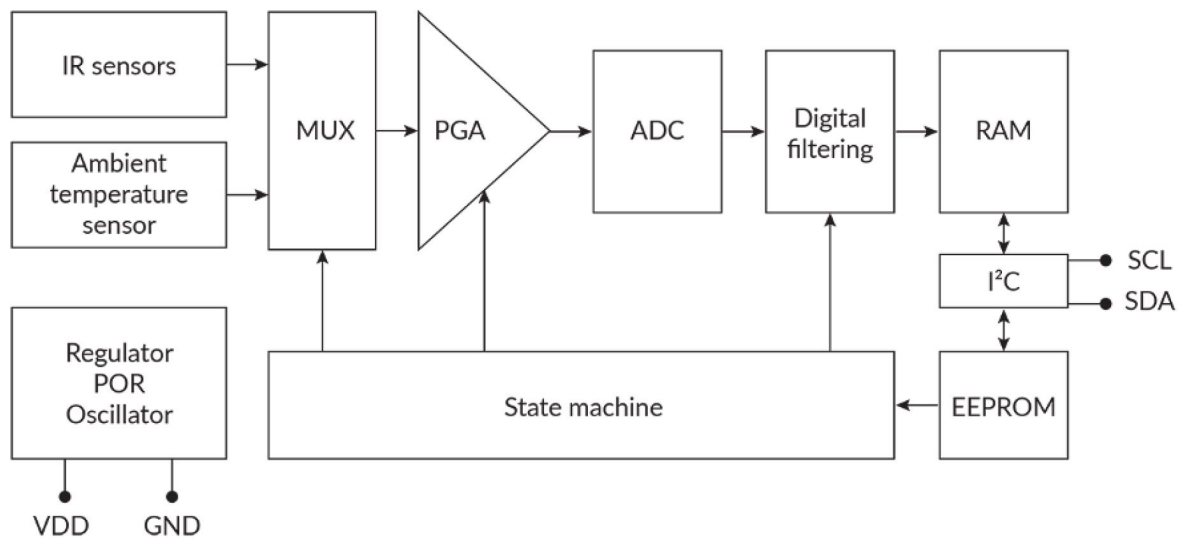 IR sensors
Ambient
temperature
sensor
MUX
PGA
ADC
Digital
filtering
RAM
I²C
SCL
SDA
Regulator
POR
Oscillator
State machine
EEPROM
VDD
GND